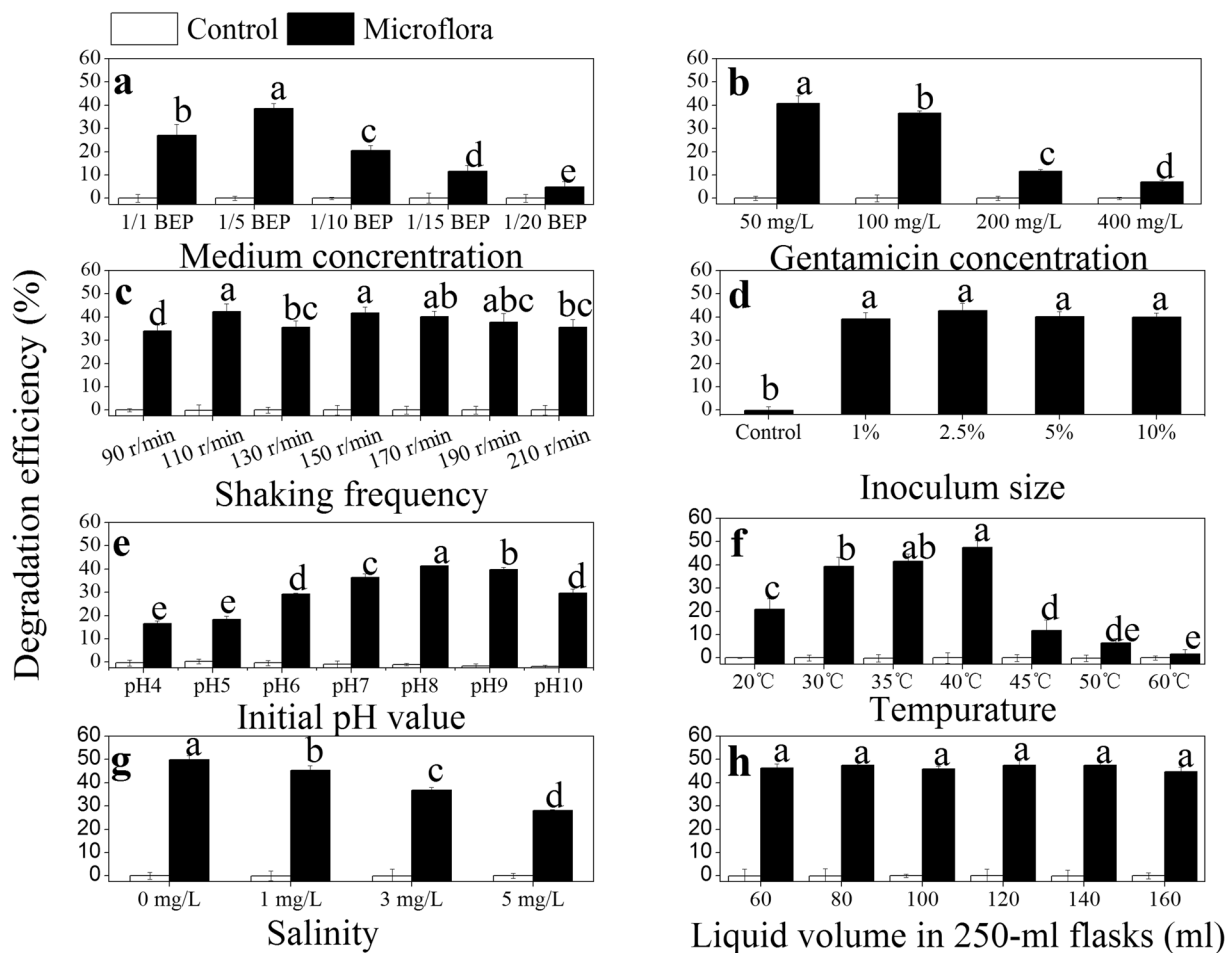 Control Microflora
Degradation efficiency (%)
a
60
50
40
30
20
10
0
b a c d e
1/1 BEP 1/5 BEP 1/10 BEP 1/15 BEP 1/20 BEP
Medium concrentration
b
60
50
40
30
20
10
0
a b c d
50 mg/L 100 mg/L 200 mg/L 400 mg/L
Gentamicin concentration
c
60
50
40
30
20
10
0
d a bc a ab abc bc
90 r/min 110 r/min 130 r/min 150 r/min 170 r/min 190 r/min 210 r/min
Shaking frequency
d
60
50
40
30
20
10
0
b a a a a
Control 1% 2.5% 5% 10%
Inoculum size
e
60
50
40
30
20
10
0
e e d c a b d
pH4 pH5 pH6 pH7 pH8 pH9 pH10
Initial pH value
f
60
50
40
30
20
10
0
c b ab a d de e
20℃ 30℃ 35℃ 40℃ 45℃ 50℃ 60℃
Tempurature
g
60
50
40
30
20
10
0
a b c d
0 mg/L 1 mg/L 3 mg/L 5 mg/L
Salinity
h
60
50
40
30
20
10
0
a a a a a a
60 80 100 120 140 160
Liquid volume in 250-ml flasks (ml)